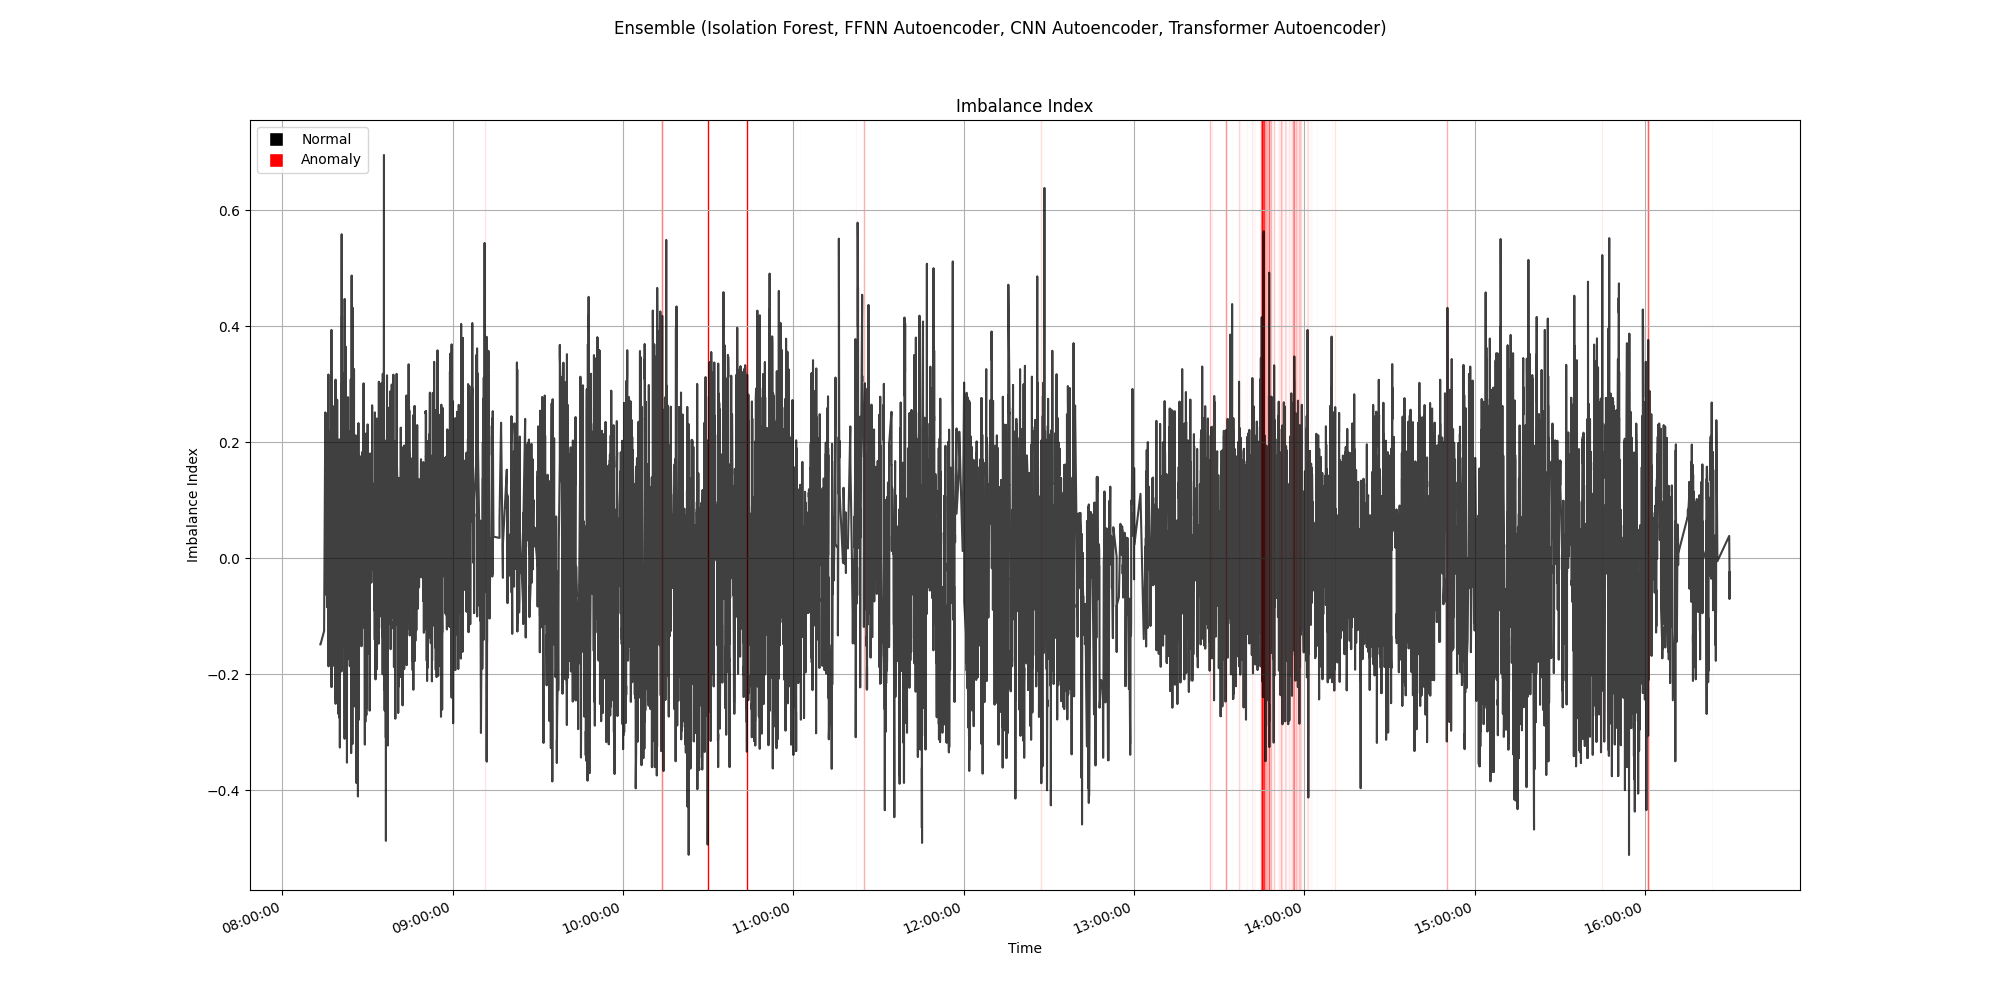 Ensemble (Isolation Forest, FFNN Autoencoder, CNN Autoencoder, Transformer Autoencoder)
Imbalance Index
Normal
Anomaly
Imbalance Index
0.6
0.4
0.2
0.0
−0.2
−0.4
08:00:00
09:00:00
10:00:00
11:00:00
12:00:00
13:00:00
14:00:00
15:00:00
16:00:00
Time